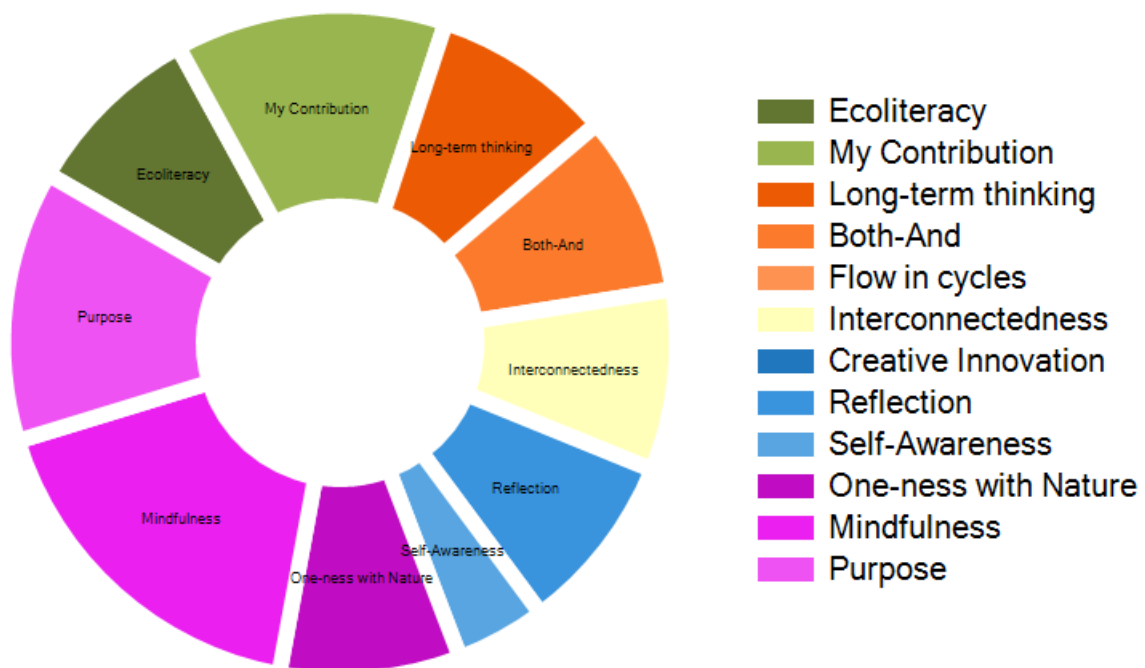 My Contribution
Long-term thinking
Ecoliteracy
Both-And
Purpose
Interconnectedness
Reflection
Mindfulness
Self-Awareness
One-ness with Nature
Ecoliteracy
My Contribution
Long-term thinking
Both-And
Flow in cycles
Interconnectedness
Creative Innovation
Reflection
Self-Awareness
One-ness with Nature
Mindfulness
Purpose